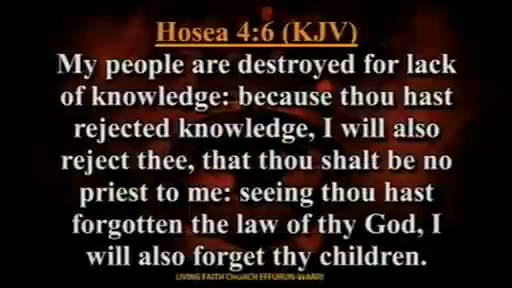 Hosea 4:6 (KJV)
My people are destroyed for lack
of knowledge: because thou hast
rejected knowledge, I will also
reject thee, that thou shalt be no
priest to me: seeing thou hast
forgotten the law of thy God, I
will also forget thy children.
LIVING FAITH CHURCH EFFURUN-WARRI